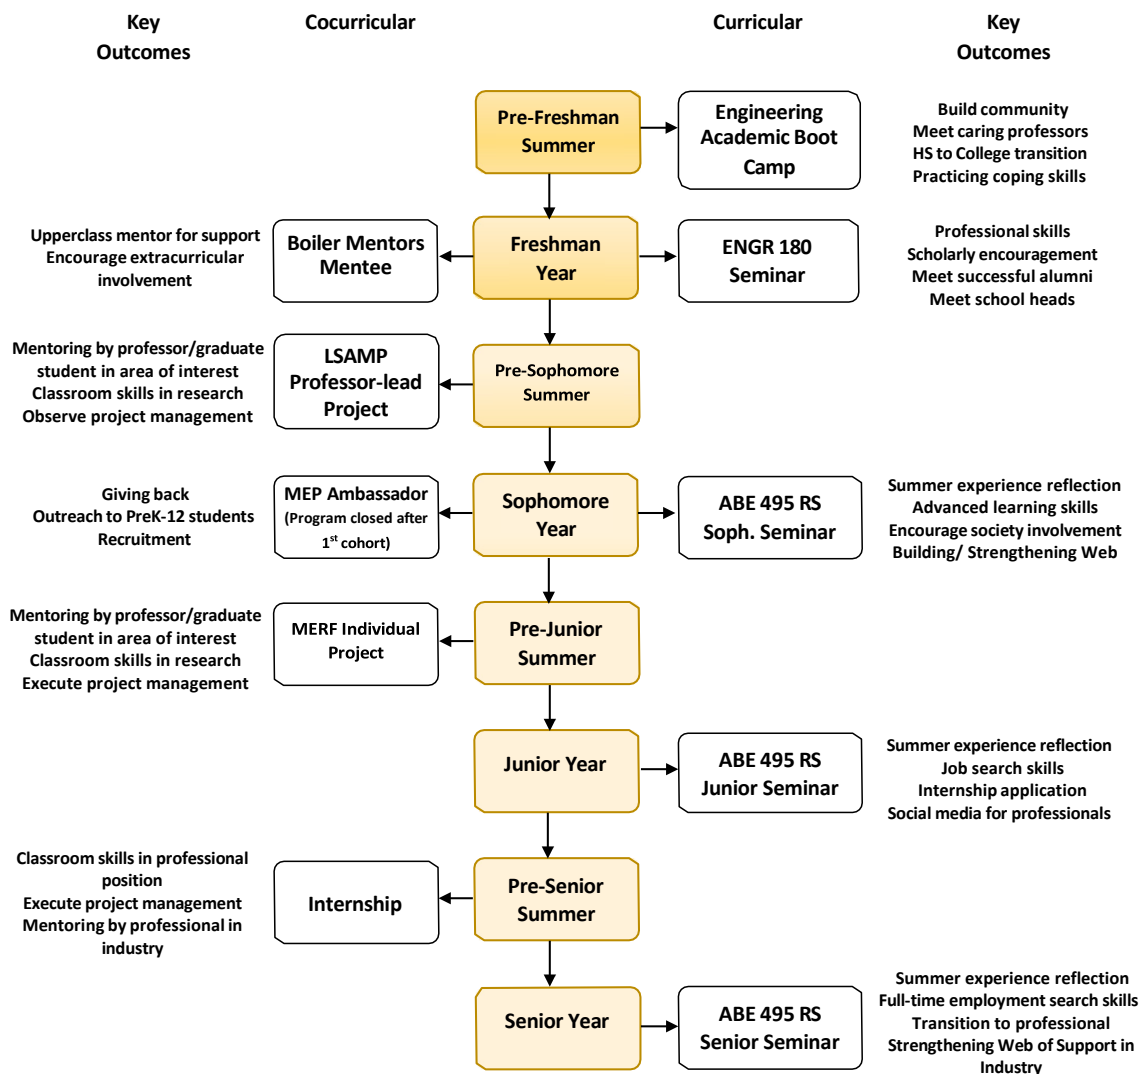 Key
Outcomes
Cocurricular
Curricular
Key
Outcomes
Pre-Freshman
Summer
Engineering
Academic Boot
Camp
Build community
Meet caring professors
HS to College transition
Practicing coping skills
Upperclass mentor for support
Encourage extracurricular
involvement
Boiler Mentors
Mentee
Freshman
Year
ENGR 180
Seminar
Professional skills
Scholarly encouragement
Meet successful alumni
Meet school heads
Mentoring by professor/graduate
student in area of interest
Classroom skills in research
Observe project management
LSAMP
Professor-lead
Project
Pre-Sophomore
Summer
Giving back
Outreach to PreK-12 students
Recruitment
MEP Ambassador
(Program closed after
1st cohort)
Sophomore
Year
ABE 495 RS
Soph. Seminar
Summer experience reflection
Advanced learning skills
Encourage society involvement
Building/ Strengthening Web
Mentoring by professor/graduate
student in area of interest
Classroom skills in research
Execute project management
MERF Individual
Project
Pre-Junior
Summer
Junior Year
ABE 495 RS
Junior Seminar
Summer experience reflection
Job search skills
Internship application
Social media for professionals
Classroom skills in professional
position
Execute project management
Mentoring by professional in
industry
Internship
Pre-Senior
Summer
Senior Year
ABE 495 RS
Senior Seminar
Summer experience reflection
Full-time employment search skills
Transition to professional
Strengthening Web of Support in
Industry